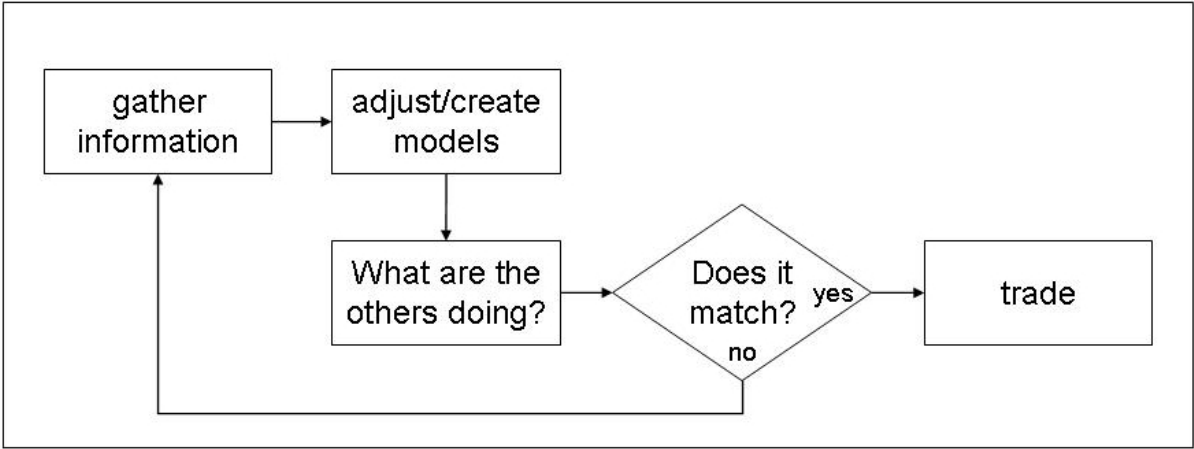 gather
information
adjust/create
models
What are the
others doing?
Does it
match?
yes
no
trade